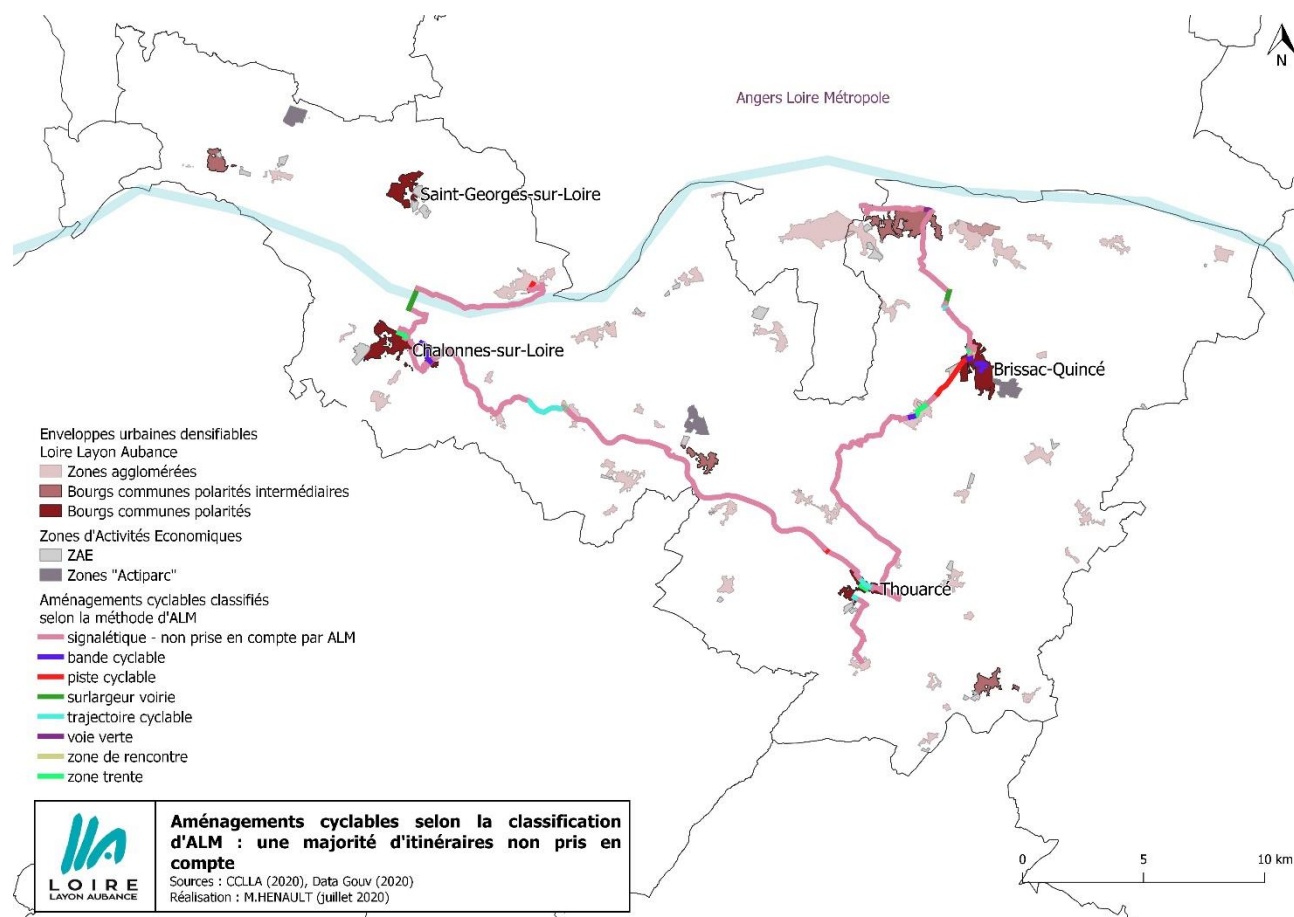 N
Angers Loire Métropole
Saint-Georges-sur-Loire
Chalonnes-sur-Loire
Brissac-Quincé
Thouarcé
Enveloppes urbaines densifiables
Loire Layon Aubance
Zones agglomérées
Bourgs communes polarités intermédiaires
Bourgs communes polarités
Zones d'Activités Economiques
ZAE
Zones "Actiparc"
Aménagements cyclables classifiés
selon la méthode d'ALM
signalétique - non prise en compte par ALM
bande cyclable
piste cyclable
surlargeur voirie
trajectoire cyclable
voie verte
zone de rencontre
zone trente
LOIRE
LAYON AUBANCE
Aménagements cyclables selon la classification
d'ALM : une majorité d'itinéraires non pris en
compte
Sources : CCLLA (2020), Data Gouv (2020)
Réalisation : M.HENAULT (juillet 2020)
0 5 10 km